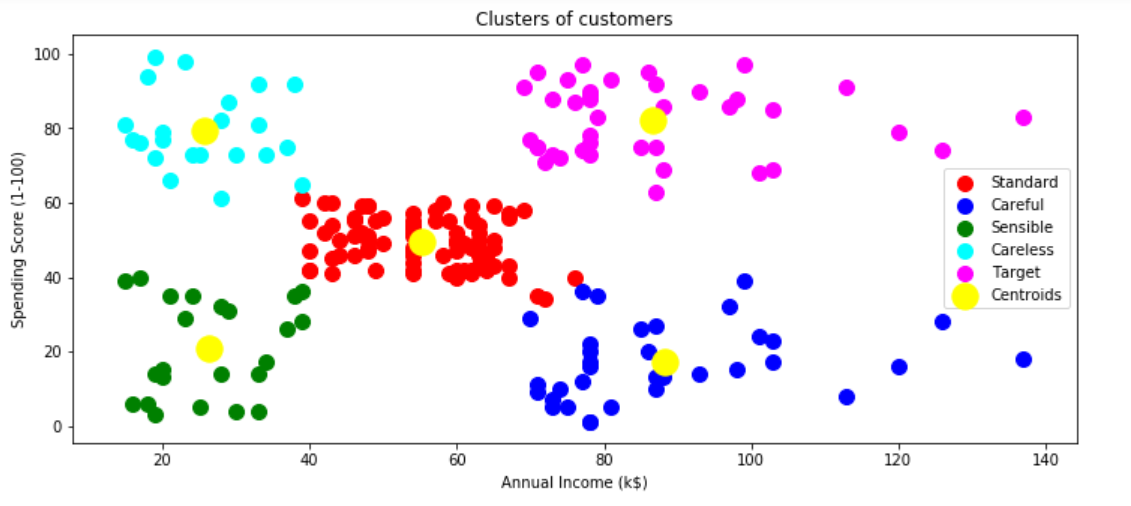 Clusters of customers
Spending Score (1-100)
100
80
60
40
20
0
Standard
Careful
Sensible
Careless
Target
Centroids
20 40 60 80 100 120 140
Annual Income (k$)